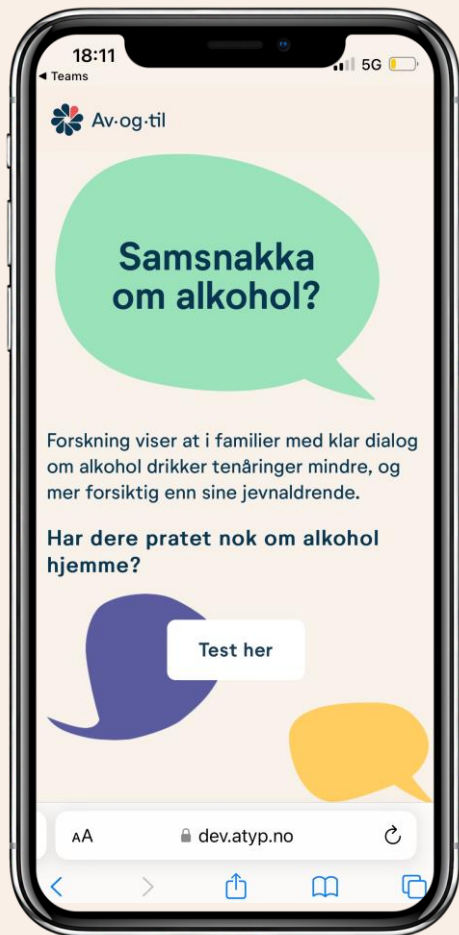 18:11
5G
◀ Teams
Av·og·til
Samsnakka
om alkohol?
Forskning viser at i familier med klar dialog
om alkohol drikker tenåringer mindre, og
mer forsiktig enn sine jevnaldrende.
Har dere pratet nok om alkohol
hjemme?
Test her
AA
dev.atyp.no